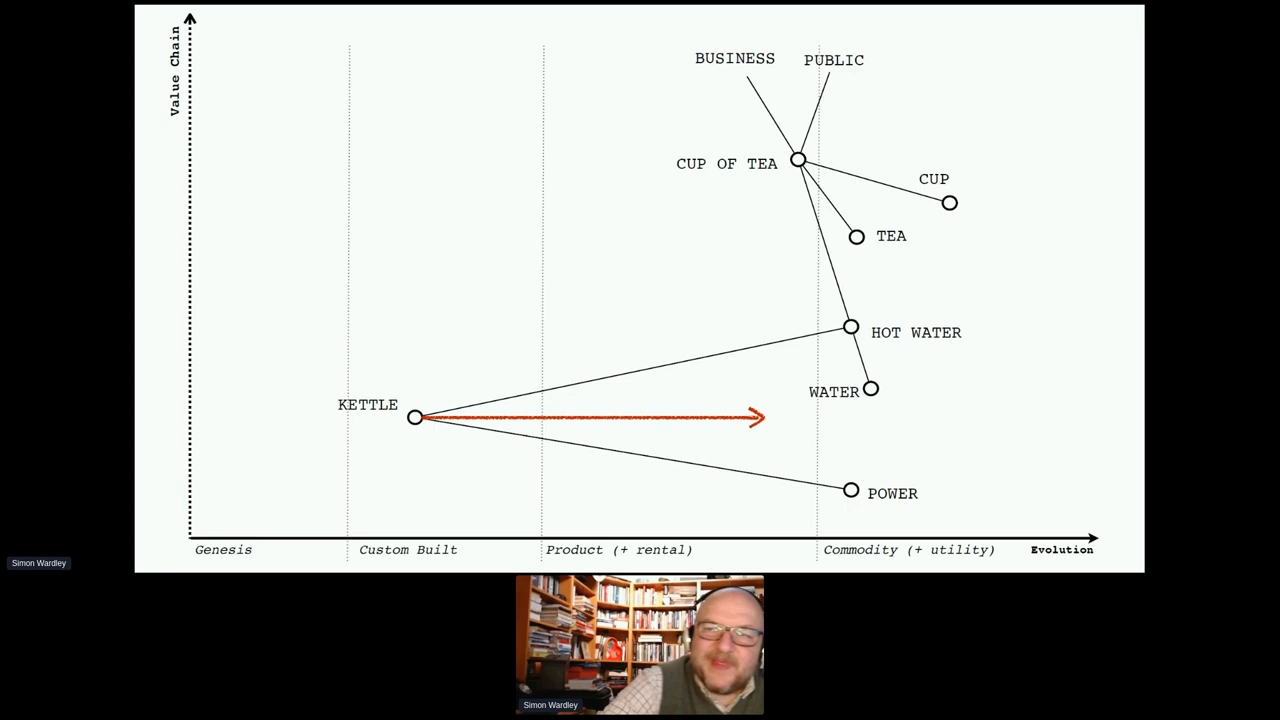 Value Chain
BUSINESS
PUBLIC
CUP OF TEA
CUP
TEA
HOT WATER
KETTLE
WATER
POWER
Genesis
Custom Built
Product (+ rental)
Commodity (+ utility)
Evolution
Simon Wardley
Simon Wardley